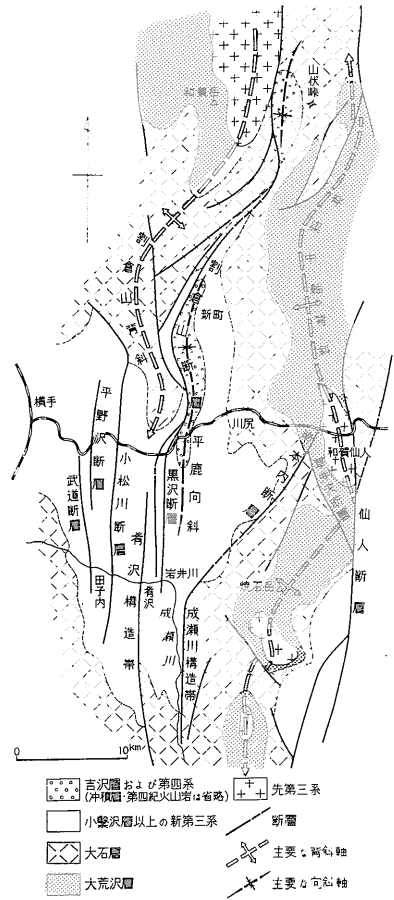 和賀岳
山伏峠
割倉山背斜
割倉山断層
新町
横手
川尻
和賀仙人
平野沢断層
小松川断層
武道断層
黒沢断層
平鹿向斜
本内断層
仙人断層
田子内
着沢構造帯
着沢
岩井川
成瀬川
成瀬川構造帯
焼石岳
0 10km
吉沢層および第四系
(沖積層・第四紀火山岩は省略)
先第三系
小繋沢層以上の新第三系
断層
大石層
主要な背斜軸
大荒沢層
主要な向斜軸